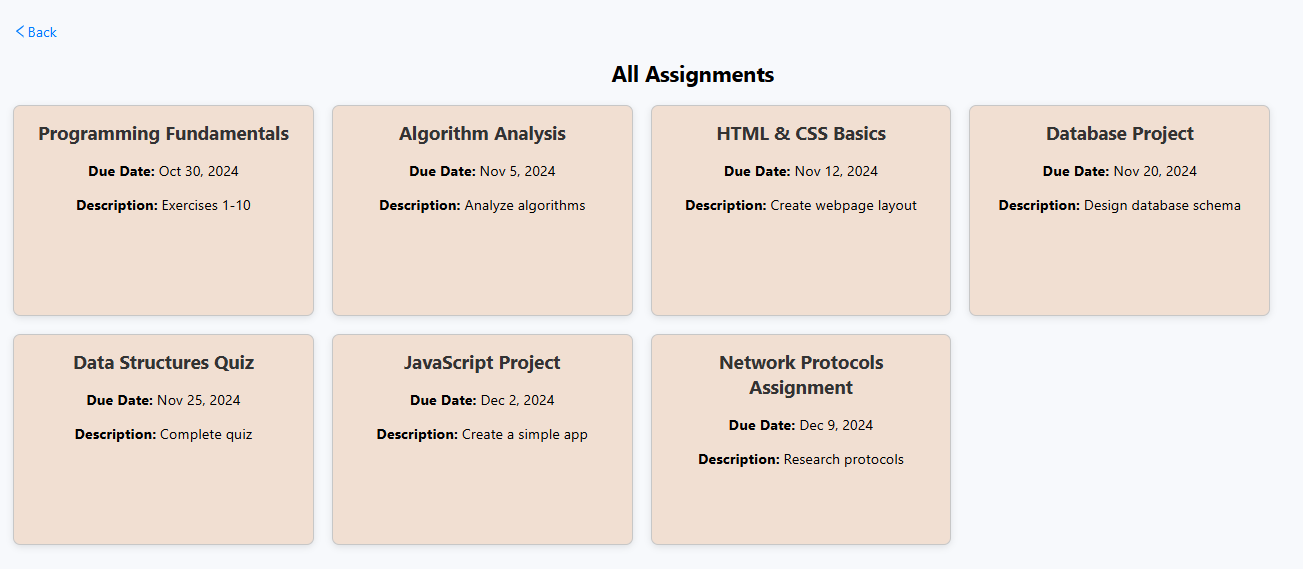 Back
All Assignments
Programming Fundamentals
Due Date: Oct 30, 2024
Description: Exercises 1-10
Algorithm Analysis
Due Date: Nov 5, 2024
Description: Analyze algorithms
HTML & CSS Basics
Due Date: Nov 12, 2024
Description: Create webpage layout
Database Project
Due Date: Nov 20, 2024
Description: Design database schema
Data Structures Quiz
Due Date: Nov 25, 2024
Description: Complete quiz
JavaScript Project
Due Date: Dec 2, 2024
Description: Create a simple app
Network Protocols
Assignment
Due Date: Dec 9, 2024
Description: Research protocols